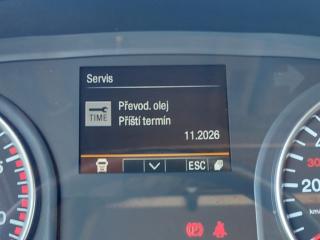 Servis
Převod. olej
TIME
Příští termín
11.2026
ESC